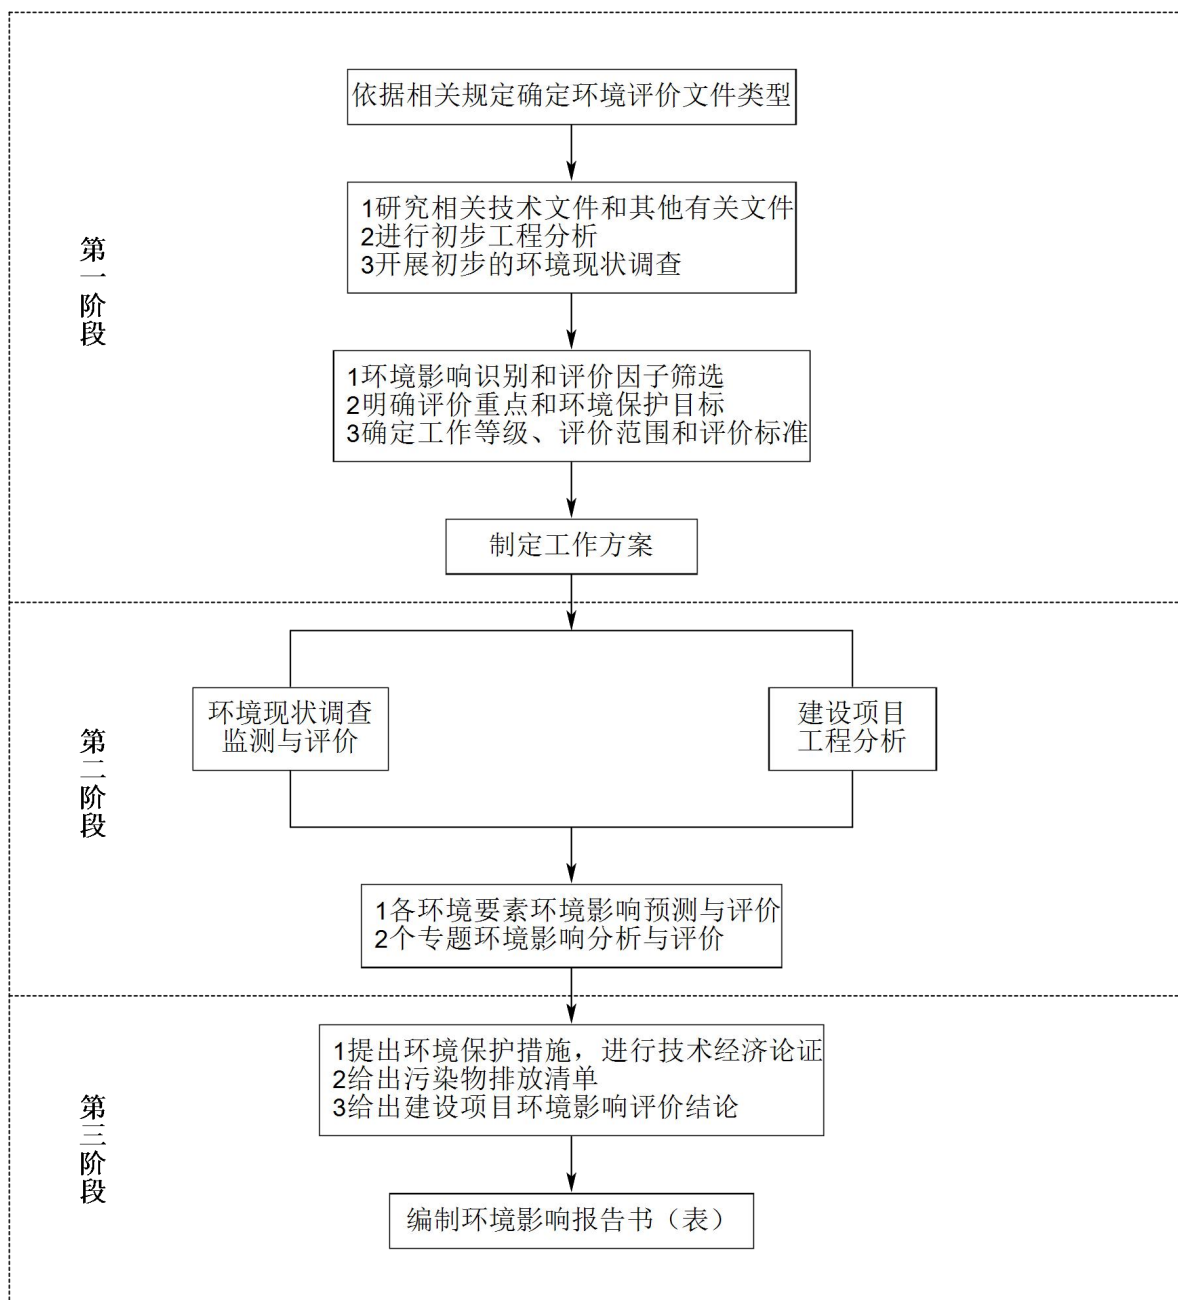 依据相关规定确定环境评价文件类型
第一阶段
1研究相关技术文件和其他有关文件
2进行初步工程分析
3开展初步的环境现状调查
1环境影响识别和评价因子筛选
2明确评价重点和环境保护目标
3确定工作等级、评价范围和评价标准
制定工作方案
第二阶段
环境现状调查
监测与评价
建设项目
工程分析
1各环境要素环境影响预测与评价
2个专题环境影响分析与评价
第三阶段
1提出环境保护措施，进行技术经济论证
2给出污染物排放清单
3给出建设项目环境影响评价结论
编制环境影响报告书（表）